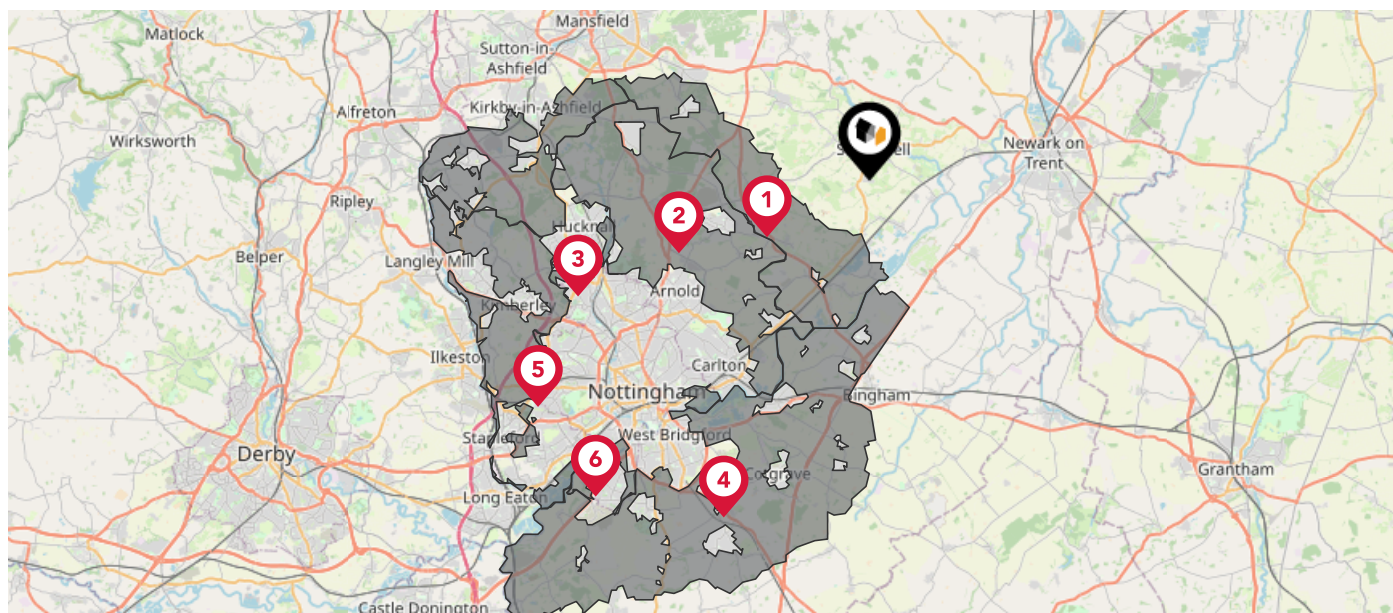 Mansfield
Matlock
Sutton-in-
Ashfield
Alfreton
Kirkby-in-Ashfield
Wirksworth
Newark on
Trent
Ripley
1
2
Belper
Langley Mill
3
Arnold
Kimberley
Ilkeston
5
Carlton
Nottingham
Bingham
Stapleford
West Bridgford
6
Derby
4
Cotgrave
Grantham
Long Eaton
Castle Donington